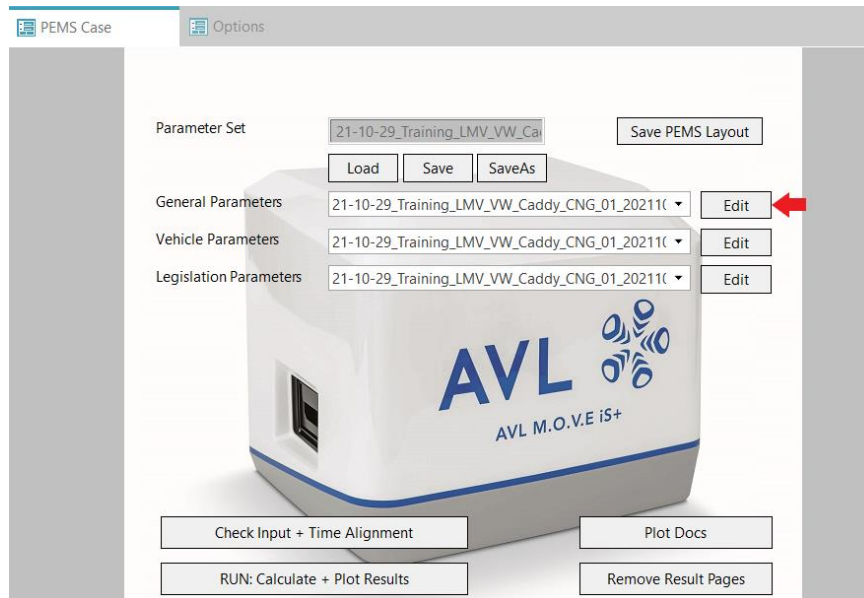 PEMS Case
Options
Parameter Set
21-10-29_Training_LMV_VW_Ca
Save PEMS Layout
Load
Save
SaveAs
General Parameters
21-10-29_Training_LMV_VW_Caddy_CNG_01_20211(
Edit
Vehicle Parameters
21-10-29_Training_LMV_VW_Caddy_CNG_01_20211(
Edit
Legislation Parameters
21-10-29_Training_LMV_VW_Caddy_CNG_01_20211(
Edit
AVL
AVL M.O.V.E iS+
Check Input + Time Alignment
Plot Docs
RUN: Calculate + Plot Results
Remove Result Pages